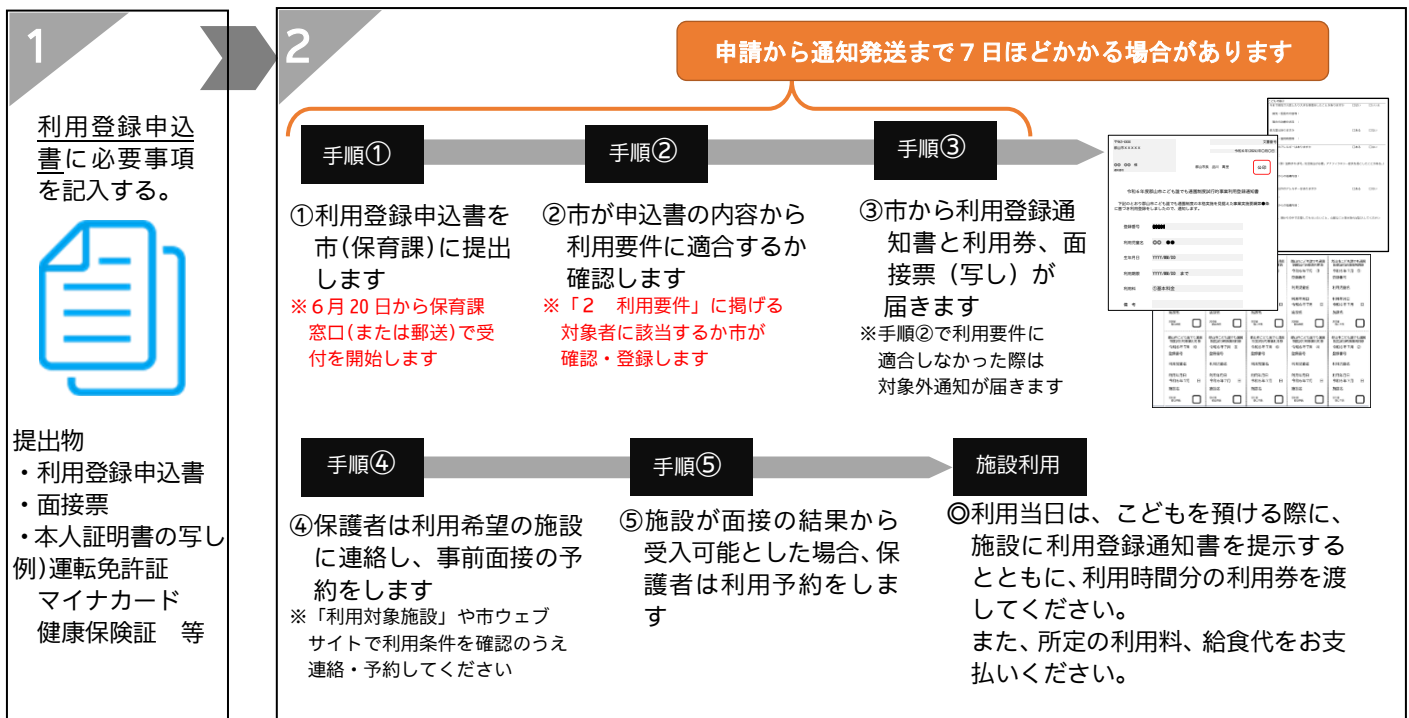 1
利用登録申込
書に必要事項
を記入する。
提出物
・利用登録申込書
・面接票
・本人証明書の写し
例)運転免許証
マイナカード
健康保険証　等
2
申請から通知発送まで７日ほどかかる場合があります
手順①
手順②
手順③
①利用登録申込書を
市(保育課)に提出
します
※６月20日から保育課
窓口(または郵送)で受
付を開始します
②市が申込書の内容から
利用要件に適合するか
確認します
※「２　利用要件」に掲げる
対象者に該当するか市が
確認・登録します
③市から利用登録通
知書と利用券、面
接票（写し）が
届きます
※手順②で利用要件に
適合しなかった際は
対象外通知が届きます
手順④
手順⑤
施設利用
④保護者は利用希望の施設
に連絡し、事前面接の予
約をします
※「利用対象施設」や市ウェブ
サイトで利用条件を確認のうえ
連絡・予約してください
⑤施設が面接の結果から
受入可能とした場合、保
護者は利用予約をしま
す
◎利用当日は、こどもを預ける際に、
施設に利用登録通知書を提示する
とともに、利用時間分の利用券を渡
してください。
また、所定の利用料、給食代をお支
払いください。